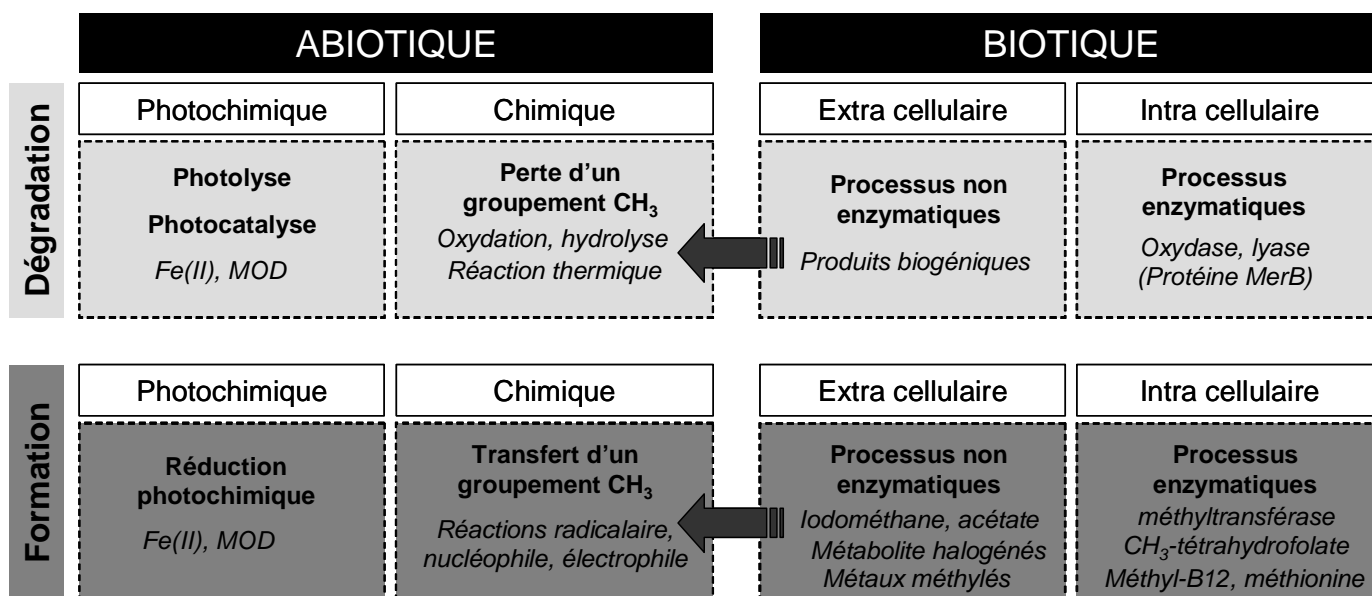 ABIOTIQUE
BIOTIQUE
Dégradation
Photochimique
Chimique
Extra cellulaire
Intra cellulaire
Photolyse
Photocatalyse
Fe(II), MOD
Perte d’un
groupement CH₃
Oxydation, hydrolyse
Réaction thermique
Processus non
enzymatiques
Produits biogéniques
Processus
enzymatiques
Oxydase, lyase
(Protéine MerB)
Formation
Photochimique
Chimique
Extra cellulaire
Intra cellulaire
Réduction
photochimique
Fe(II), MOD
Transfert d’un
groupement CH₃
Réactions radicalaire,
nucléophile, électrophile
Processus non
enzymatiques
Iodométhane, acétate
Métabolite halogénés
Métaux méthylés
Processus
enzymatiques
méthyltransférase
CH₃-tétrahydrofolate
Méthyl-B12, méthionine